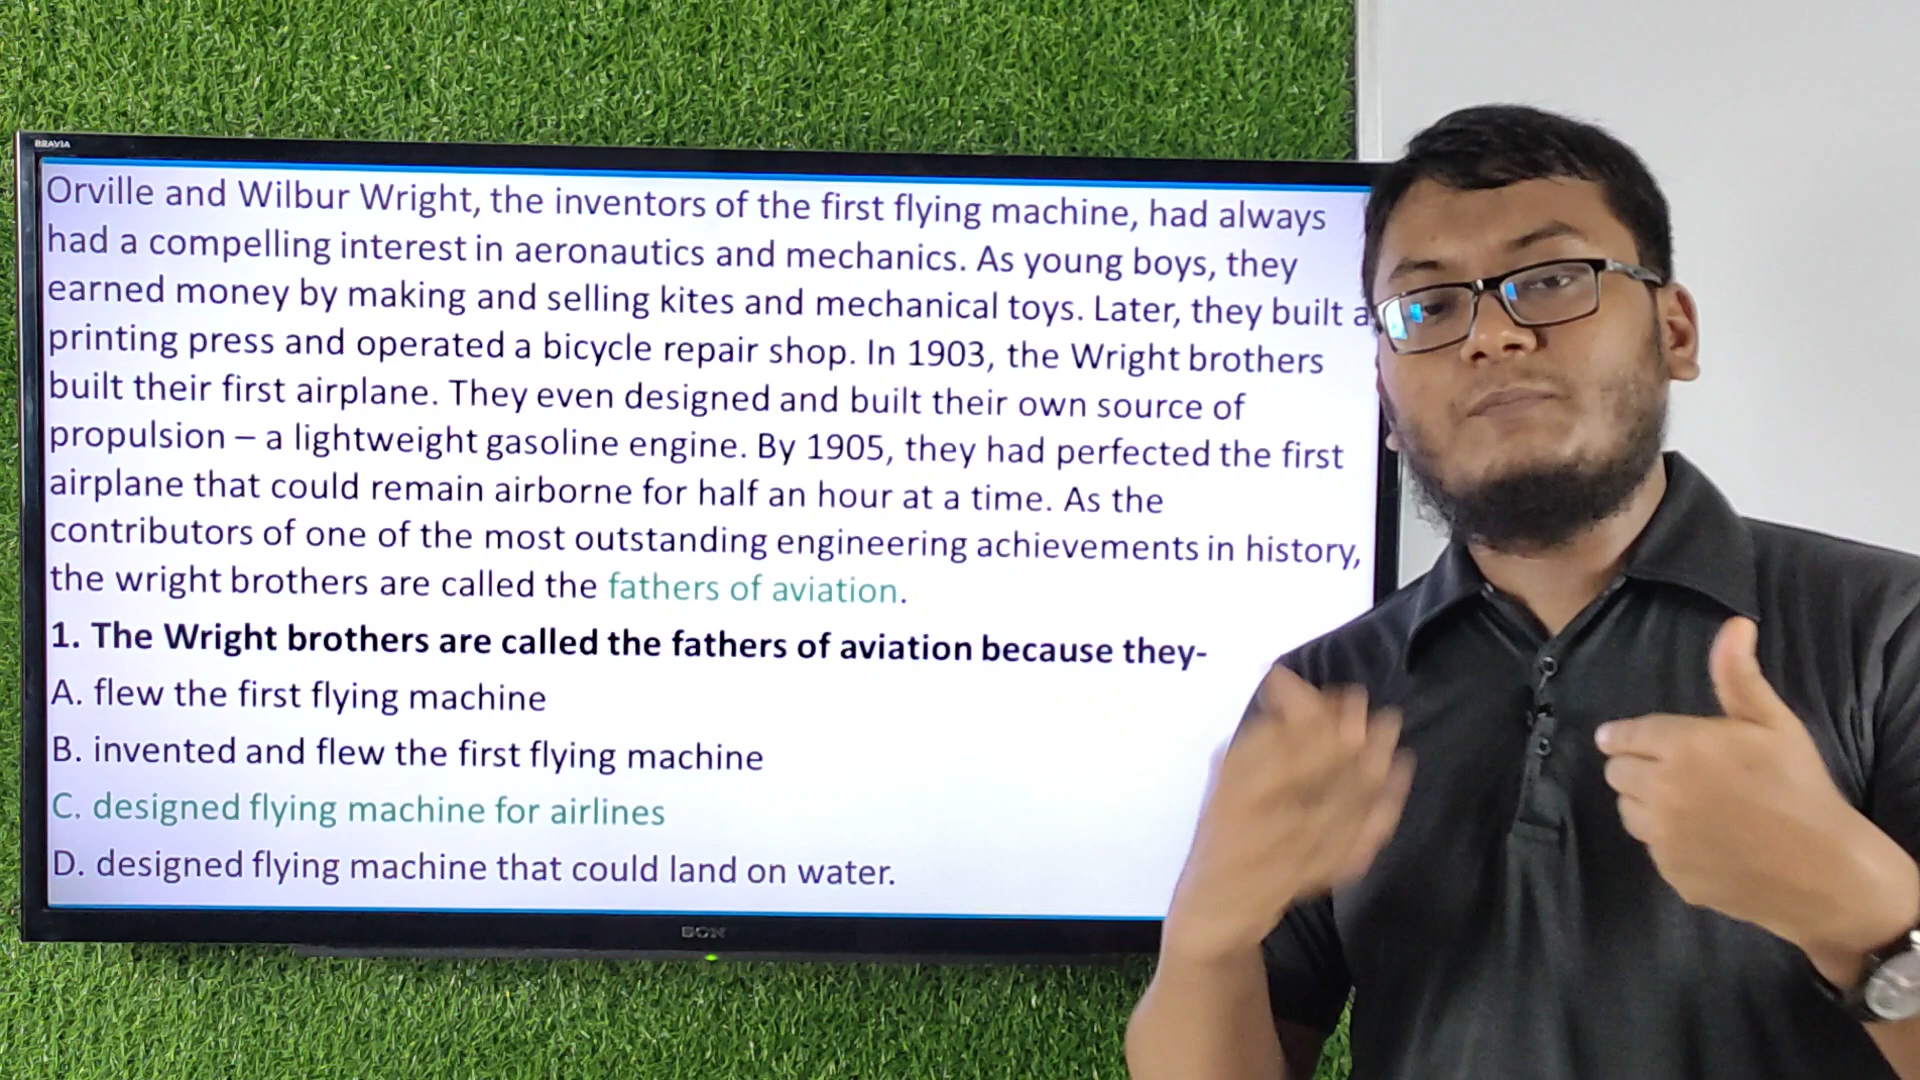 BRAVIA
Orville and Wilbur Wright, the inventors of the first flying machine, had always
had a compelling interest in aeronautics and mechanics. As young boys, they
earned money by making and selling kites and mechanical toys. Later, they built a
printing press and operated a bicycle repair shop. In 1903, the Wright brothers
built their first airplane. They even designed and built their own source of
propulsion – a lightweight gasoline engine. By 1905, they had perfected the first
airplane that could remain airborne for half an hour at a time. As the
contributors of one of the most outstanding engineering achievements in history,
the wright brothers are called the fathers of aviation.
1. The Wright brothers are called the fathers of aviation because they-
A. flew the first flying machine
B. invented and flew the first flying machine
C. designed flying machine for airlines
D. designed flying machine that could land on water.
SONY